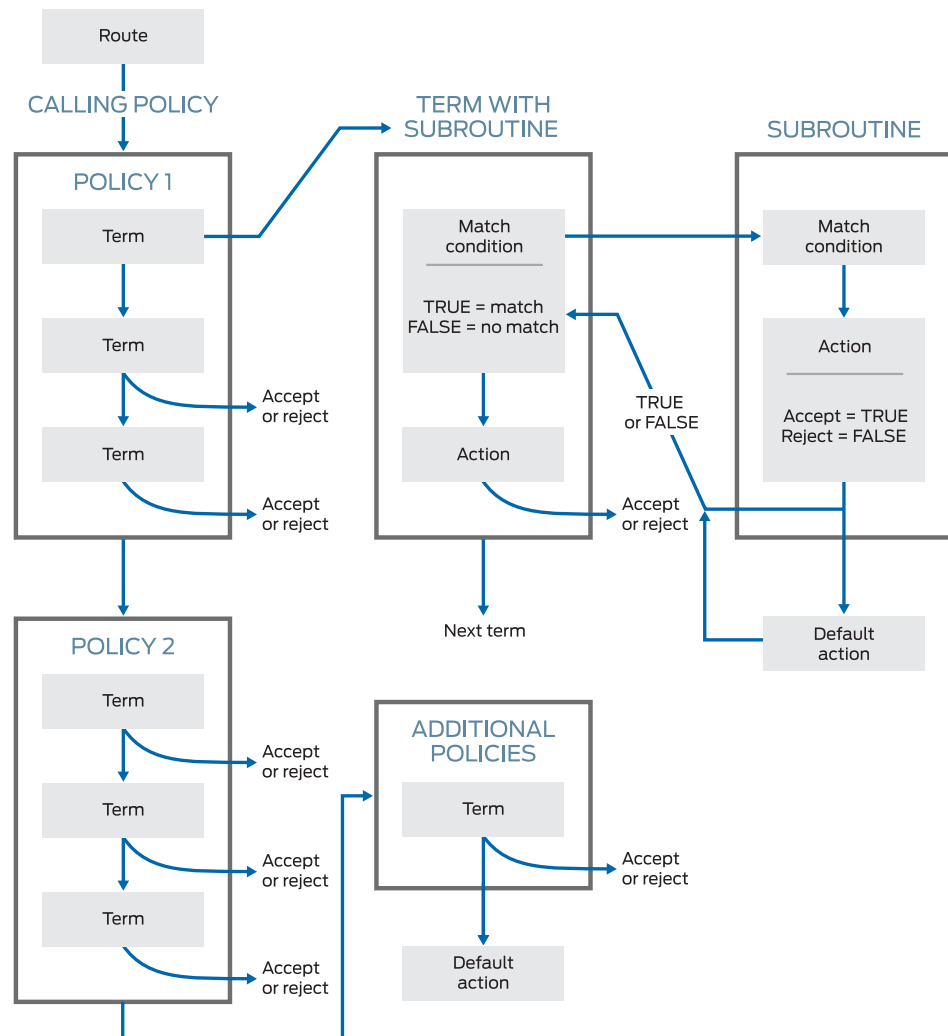 Route
CALLING POLICY
POLICY 1
Term
Term
Accept
or reject
Term
Accept
or reject
TERM WITH
SUBROUTINE
Match
condition
TRUE = match
FALSE = no match
Action
Accept
or reject
Next term
TRUE
or FALSE
SUBROUTINE
Match
condition
Action
Accept = TRUE
Reject = FALSE
Default
action
POLICY 2
Term
Accept
or reject
Term
Accept
or reject
Term
Accept
or reject
ADDITIONAL
POLICIES
Term
Accept
or reject
Default
action